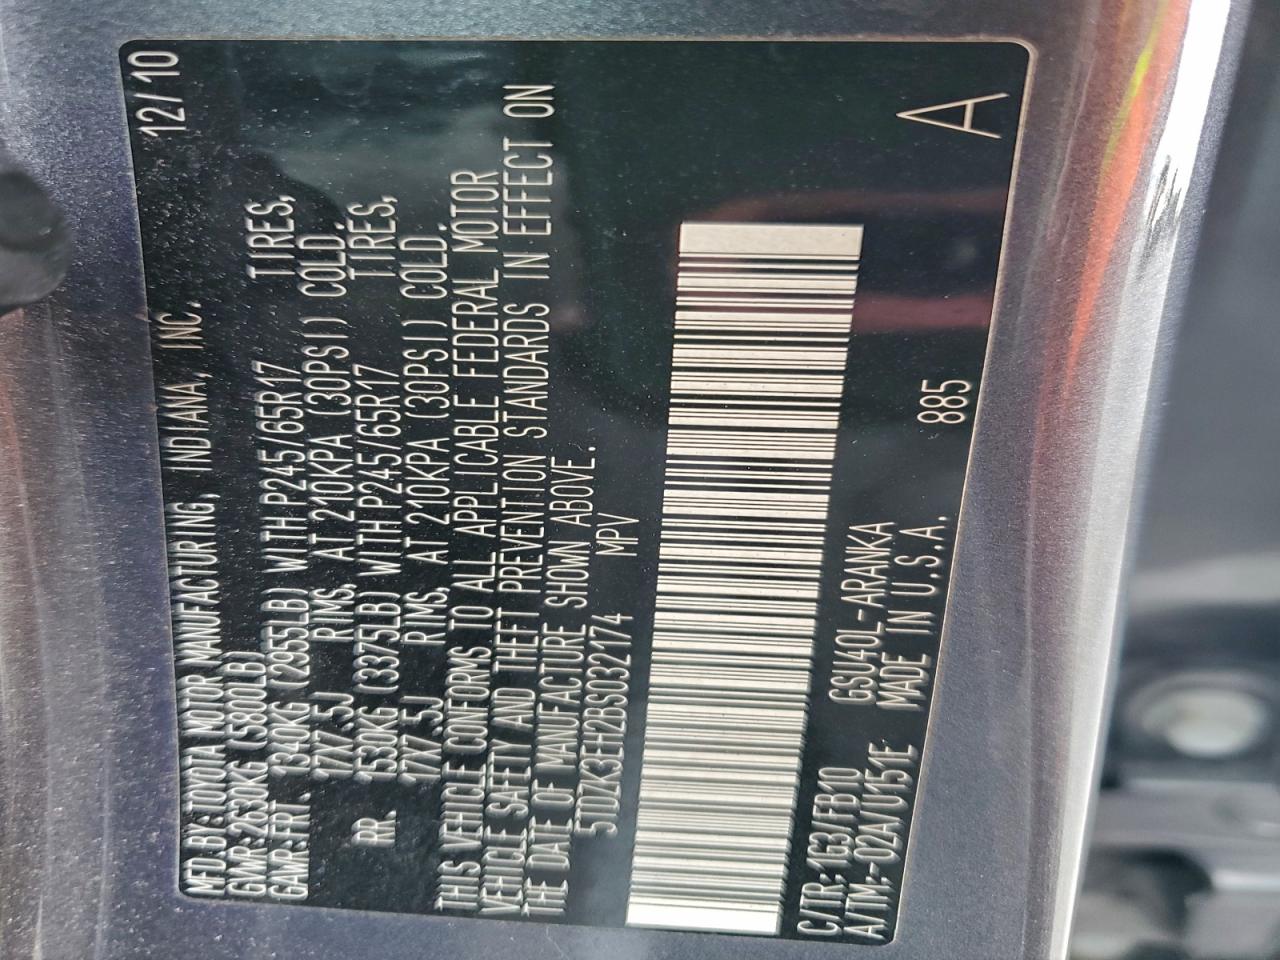 MFD.BY:TOYOTA MOTOR MANUFACTURING, INDIANA, INC. 12/10
GVWR:2630KG (5800LB)
GAWR:FRT. 1340KG (2955LB) WITH P245/65R17 TIRES,
17X7.5J RIMS, AT 210KPA (30PSI) COLD.
RR. 1530KG (3375LB) WITH P245/65R17 TIRES,
17X7.5J RIMS, AT 210KPA (30PSI) COLD.
THIS VEHICLE CONFORMS TO ALL APPLICABLE FEDERAL MOTOR
VEHICLE SAFETY AND THEFT PREVENTION STANDARDS IN EFFECT ON
THE DATE OF MANUFACTURE SHOWN ABOVE.
5TDZK3EH2BS032174 MPV
C/TR:1G3/FB10 GSU40L-ARANKA
A/TM:-02A/U151E MADE IN U.S.A. 885
A